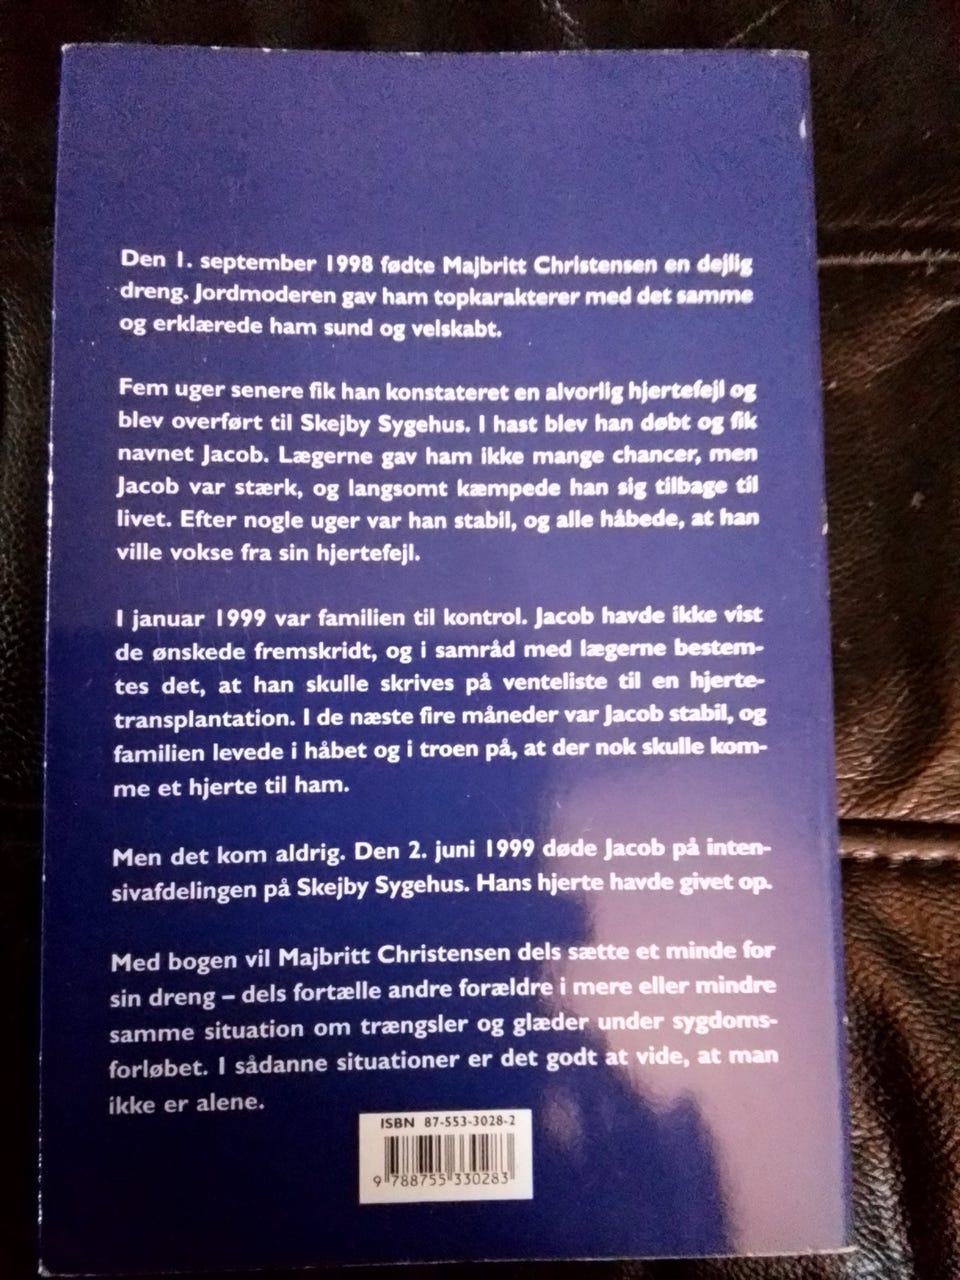 Den 1. september 1998 fødte Majbritt Christensen en dejlig
dreng. Jordmoderen gav ham topkarakterer med det samme
og erklærede ham sund og velskabt.
Fem uger senere fik han konstateret en alvorlig hjertefejl og
blev overført til Skejby Sygehus. I hast blev han døbt og fik
navnet Jacob. Lægerne gav ham ikke mange chancer, men
Jacob var stærk, og langsomt kæmpede han sig tilbage til
livet. Efter nogle uger var han stabil, og alle håbede, at han
ville vokse fra sin hjertefejl.
I januar 1999 var familien til kontrol. Jacob havde ikke vist
de ønskede fremskridt, og i samråd med lægerne bestem-
tes det, at han skulle skrives på venteliste til en hjerte-
transplantation. I de næste fire måneder var Jacob stabil, og
familien levede i håbet og i troen på, at der nok skulle kom-
me et hjerte til ham.
Men det kom aldrig. Den 2. juni 1999 døde Jacob på inten-
sivafdelingen på Skejby Sygehus. Hans hjerte havde givet op.
Med bogen vil Majbritt Christensen dels sætte et minde for
sin dreng – dels fortælle andre forældre i mere eller mindre
samme situation om trængsler og glæder under sygdoms-
forløbet. I sådanne situationer er det godt at vide, at man
ikke er alene.
ISBN 87-553-3028-2
9 788755 330283